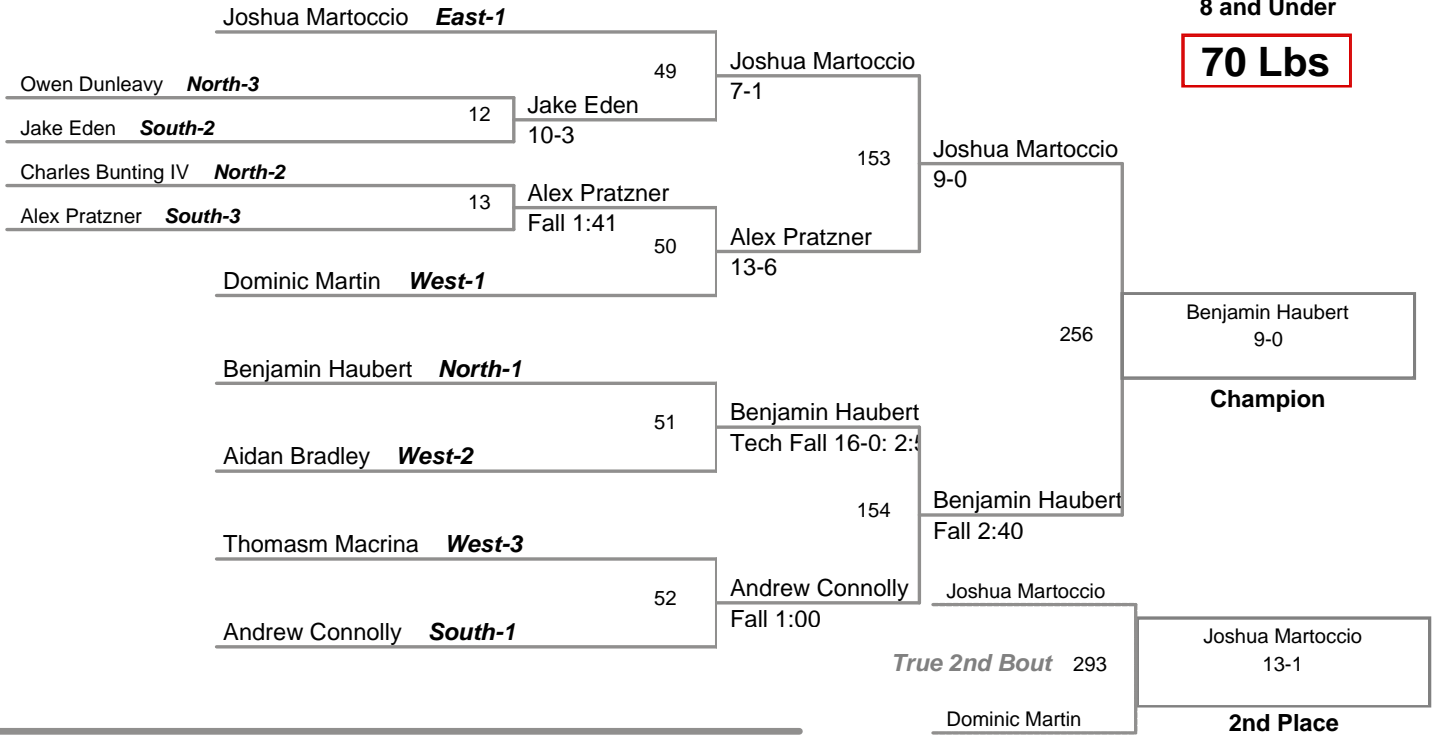 8 and Under
70 Lbs
Joshua Martoccio East-1
Owen Dunleavy North-3
12
Jake Eden South-2
Jake Eden
10-3
49
Joshua Martoccio
7-1
Charles Bunting IV North-2
13
Alex Pratzner South-3
Alex Pratzner
Fall 1:41
50
Dominic Martin West-1
Alex Pratzner
13-6
153
Joshua Martoccio
9-0
Benjamin Haubert North-1
51
Aidan Bradley West-2
Benjamin Haubert
Tech Fall 16-0: 2:
Thomasm Macrina West-3
52
Andrew Connolly South-1
Andrew Connolly
Fall 1:00
154
Benjamin Haubert
Fall 2:40
256
Benjamin Haubert
9-0
Champion
Joshua Martoccio
True 2nd Bout 293
Dominic Martin
Joshua Martoccio
13-1
2nd Place